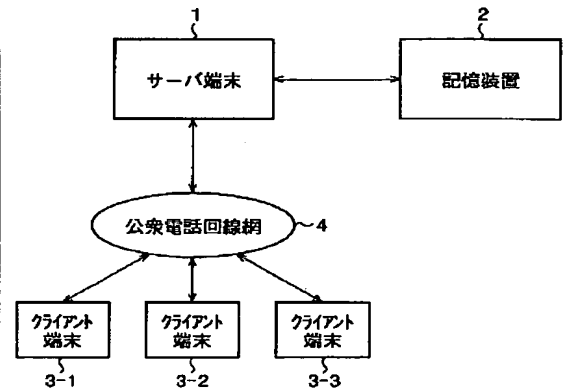 1
2
サーバ端末
記憶装置
公衆電話回線網
4
クライアント
端末
クライアント
端末
クライアント
端末
3-1
3-2
3-3